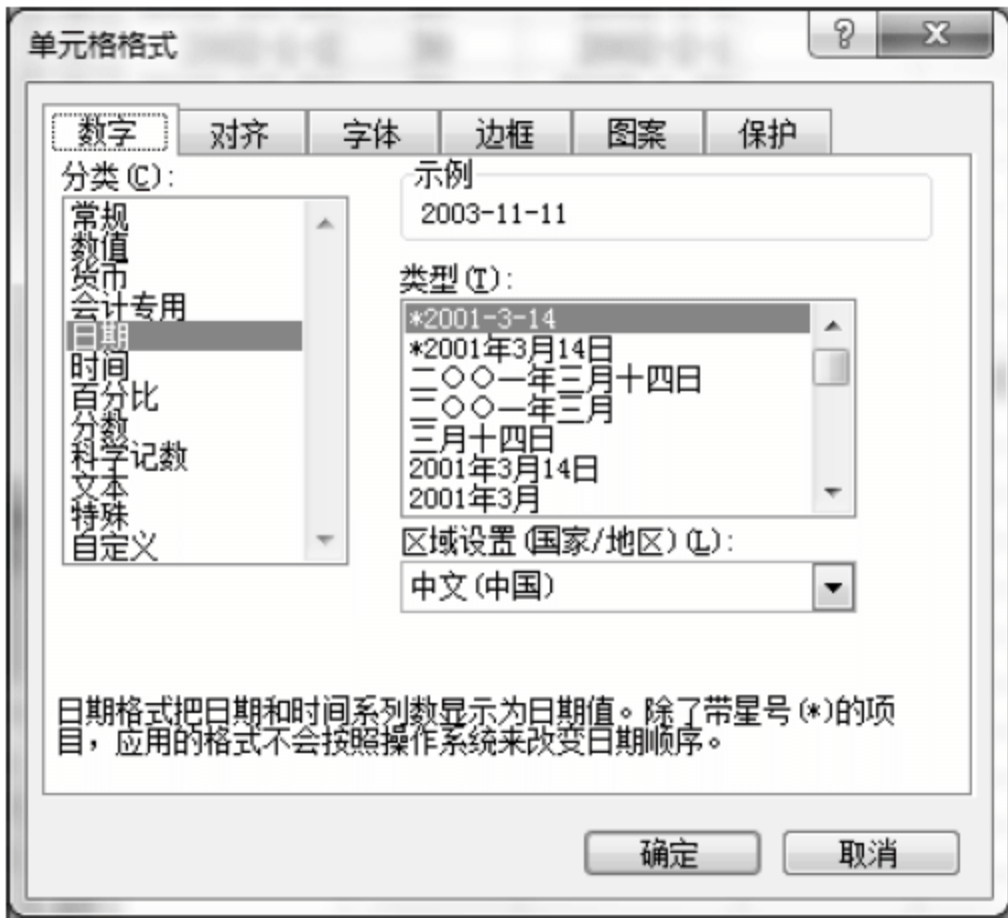 单元格格式
数字 对齐 字体 边框 图案 保护
分类(C):
常规
数值
货币
会计专用
日期
时间
百分比
分数
科学记数
文本
特殊
自定义
示例
2003-11-11
类型(T):
*2001-3-14
*2001年3月14日
二〇〇一年三月十四日
二〇〇一年三月
三月十四日
2001年3月14日
2001年3月
区域设置(国家/地区)(L):
中文(中国)
日期格式把日期和时间系列数显示为日期值。除了带星号(*)的项
目，应用的格式不会按照操作系统来改变日期顺序。
确定 取消